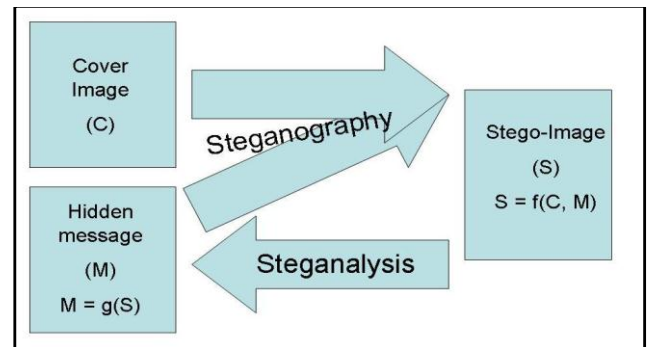 Cover
Image
(C)
Steganography
Stego-Image
(S)
S = f(C, M)
Hidden
message
(M)
M = g(S)
Steganalysis